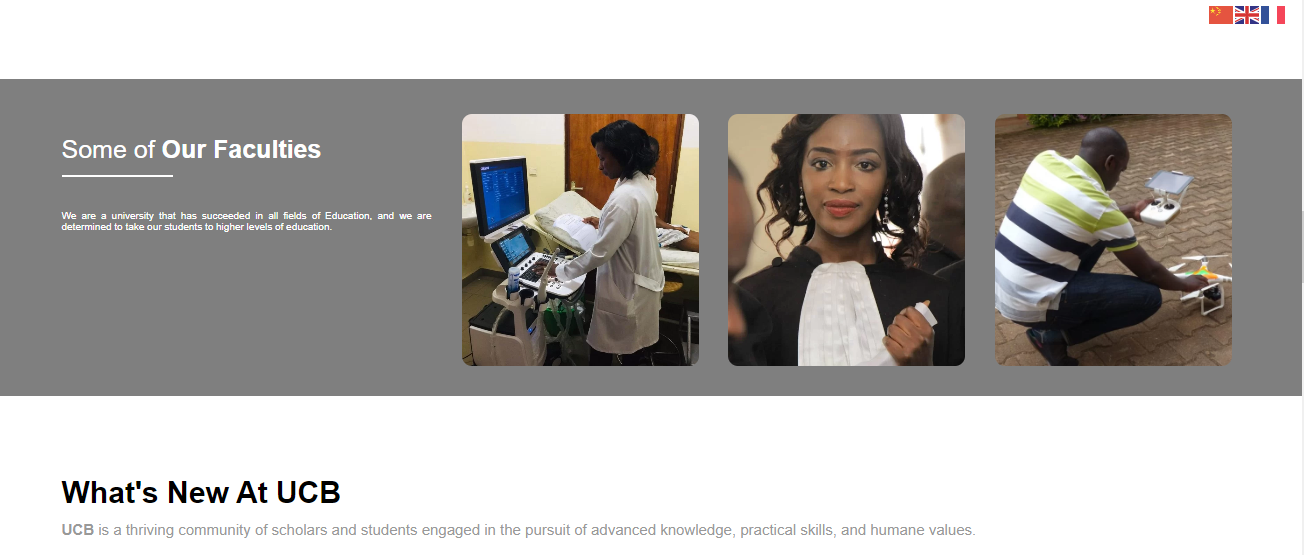 Some of Our Faculties
We are a university that has succeeded in all fields of Education, and we are
determined to take our students to higher levels of education.
What's New At UCB
UCB is a thriving community of scholars and students engaged in the pursuit of advanced knowledge, practical skills, and humane values.